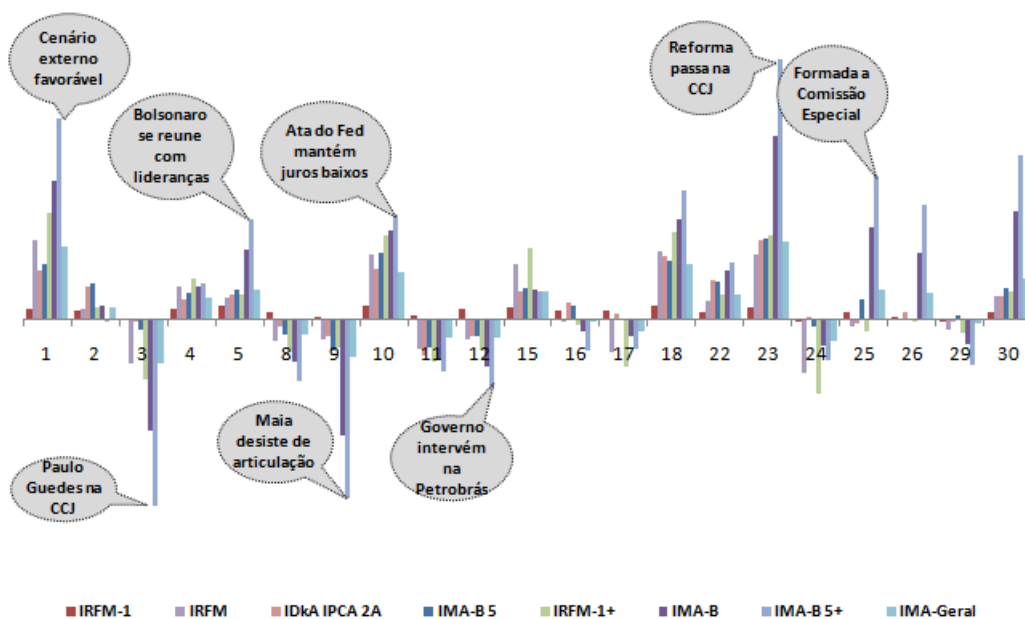 Cenário
externo
favorável
Bolsonaro
se reune
com
lideranças
Ata do Fed
mantém
juros baixos
Reforma
passa na
CCJ
Formada a
Comissão
Especial
1 2 3 4 5 8 9 10 11 12 15 16 17 18 22 23 24 25 26 29 30
Paulo
Guedes na
CCJ
Maia
desiste de
articulação
Governo
intervém
na
Petrobrás
IRFM-1 IRFM IDkA IPCA 2A IMA-B 5 IRFM-1+ IMA-B IMA-B 5+ IMA-Geral